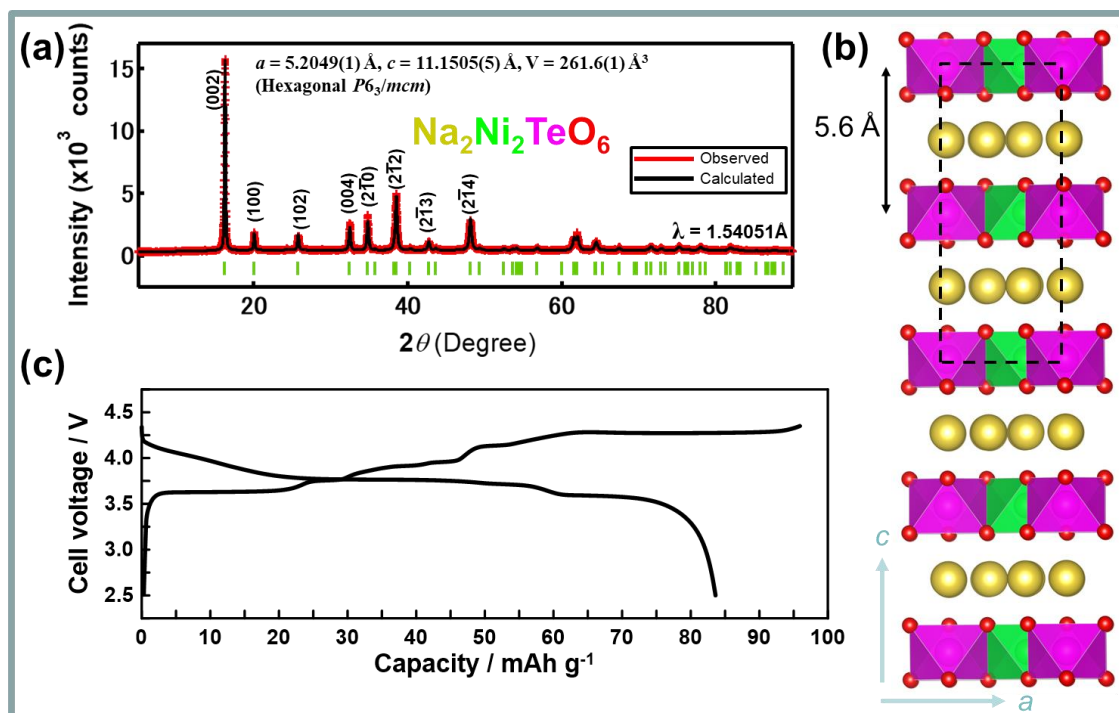 (a)
Intensity (x10³ counts)
15
10
5
0
a = 5.2049(1) Å, c = 11.1505(5) Å, V = 261.6(1) Å³
(Hexagonal P6₃/mcm)
Na₂Ni₂TeO₆
Observed
Calculated
λ = 1.54051Å
(002)
(100)
(102)
(004)
(21̅0)
(21̅2)
(21̅3)
(21̅4)
20 40 60 80
2θ (Degree)
(b)
5.6 Å
c
a
(c)
Cell voltage / V
4.5
4.0
3.5
3.0
2.5
0 10 20 30 40 50 60 70 80 90 100
Capacity / mAh g⁻¹